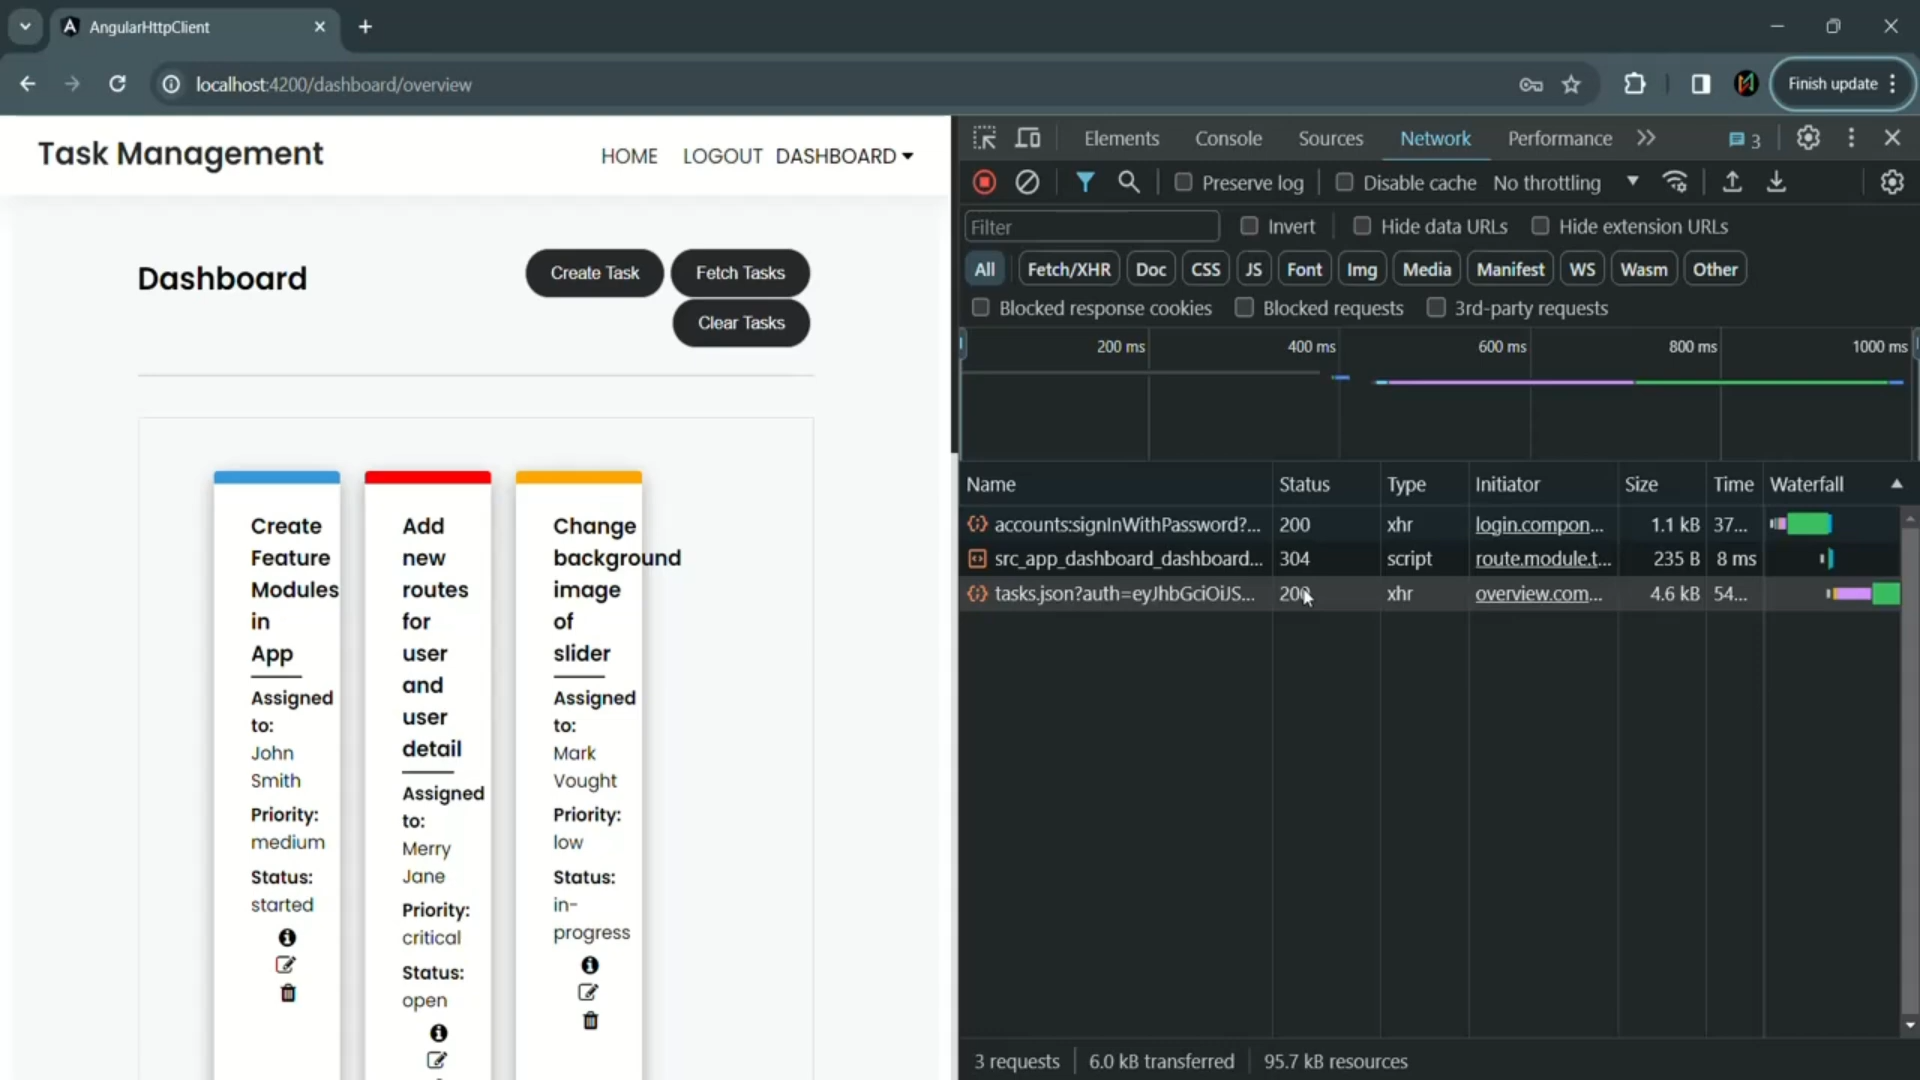 AngularHttpClient
localhost:4200/dashboard/overview
Finish update
Task Management
HOME LOGOUT DASHBOARD
Dashboard
Create Task
Fetch Tasks
Clear Tasks
Create
Feature
Modules
in
App
Assigned
to:
John
Smith
Priority:
medium
Status:
started
Add
new
routes
for
user
and
user
detail
Assigned
to:
Merry
Jane
Priority:
critical
Status:
open
Change
background
image
of
slider
Assigned
to:
Mark
Vought
Priority:
low
Status:
in-
progress
Elements Console Sources Network Performance 3
Preserve log Disable cache No throttling
Filter Invert Hide data URLs Hide extension URLs
All Fetch/XHR Doc CSS JS Font Img Media Manifest WS Wasm Other
Blocked response cookies Blocked requests 3rd-party requests
200 ms 400 ms 600 ms 800 ms 1000 ms
Name Status Type Initiator Size Time Waterfall
accounts:signInWithPassword?... 200 xhr login.compon... 1.1 kB 37...
src_app_dashboard_dashboard... 304 script route.module.t... 235 B 8 ms
tasks.json?auth=eyJhbGciOiJS... 200 xhr overview.com... 4.6 kB 54...
3 requests 6.0 kB transferred 95.7 kB resources